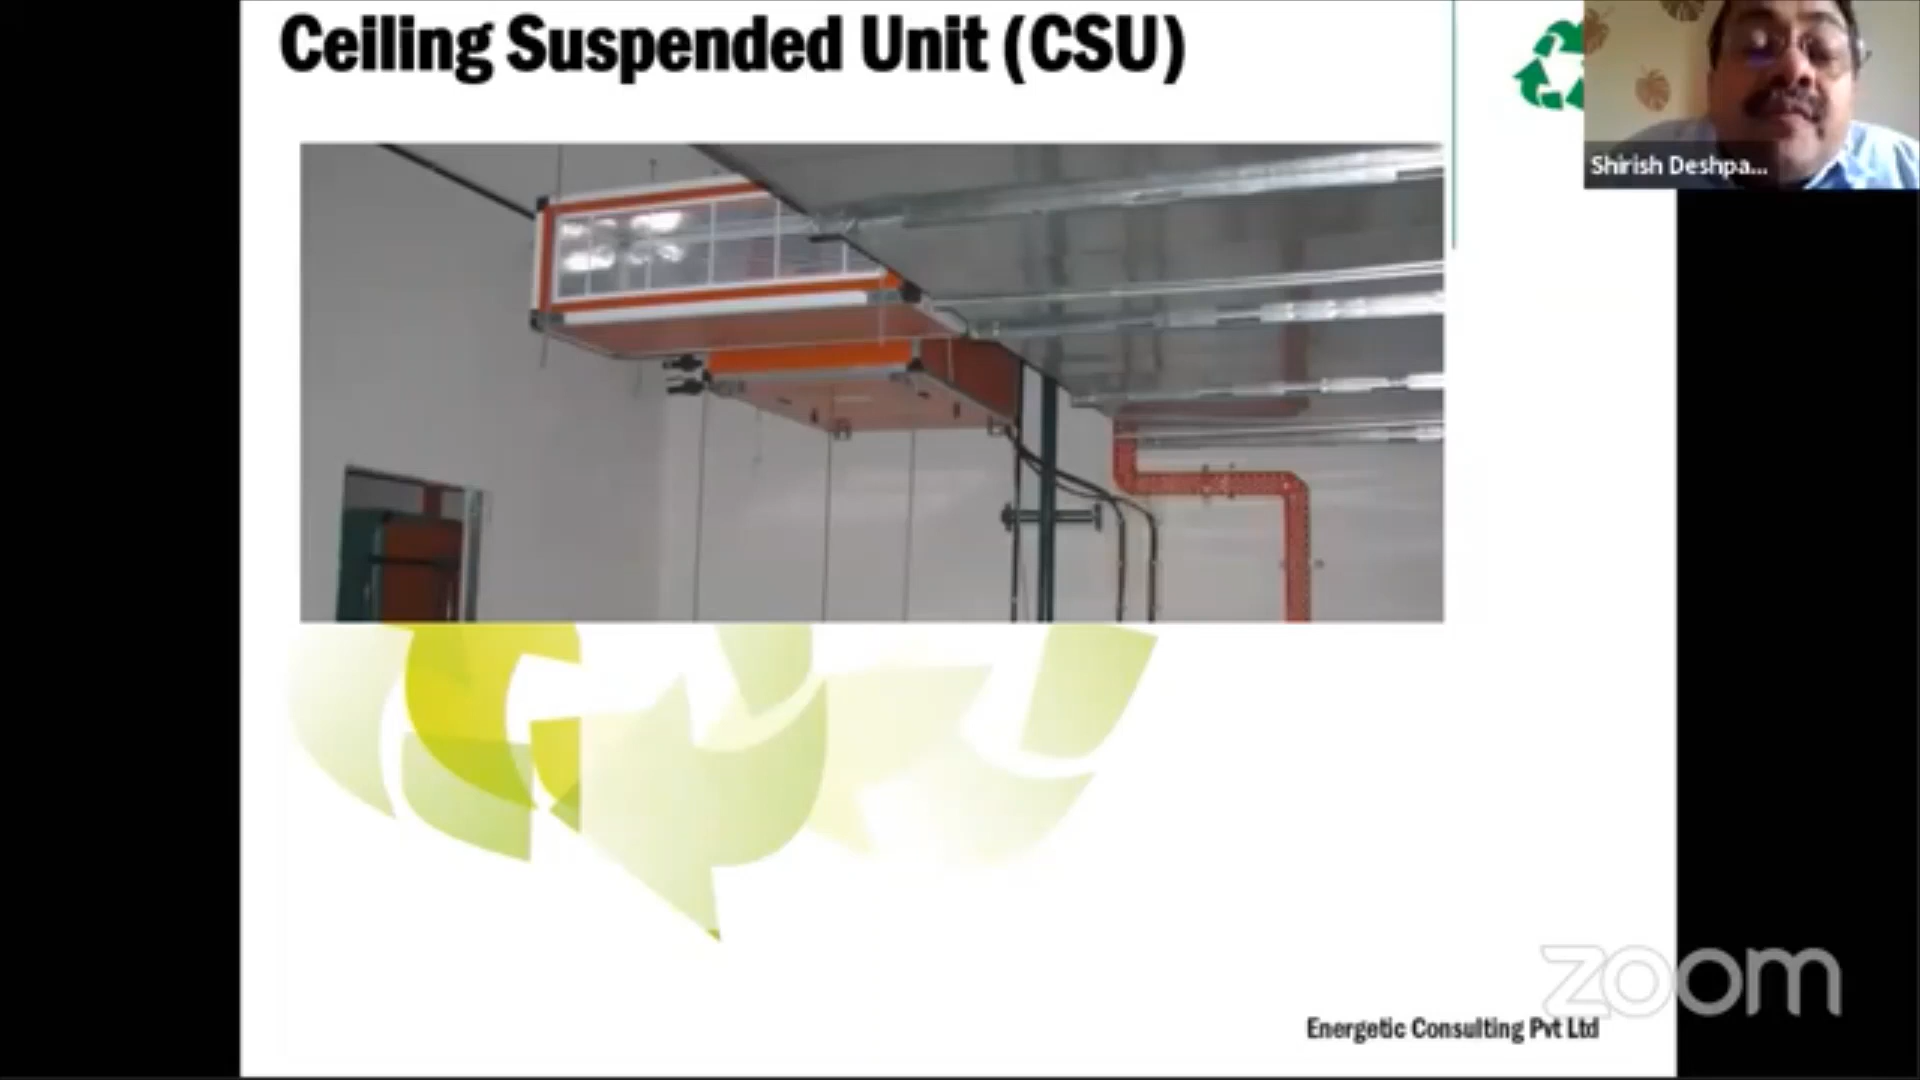 Ceiling Suspended Unit (CSU)
Shirish Deshpa...
zoom
Energetic Consulting Pvt Ltd